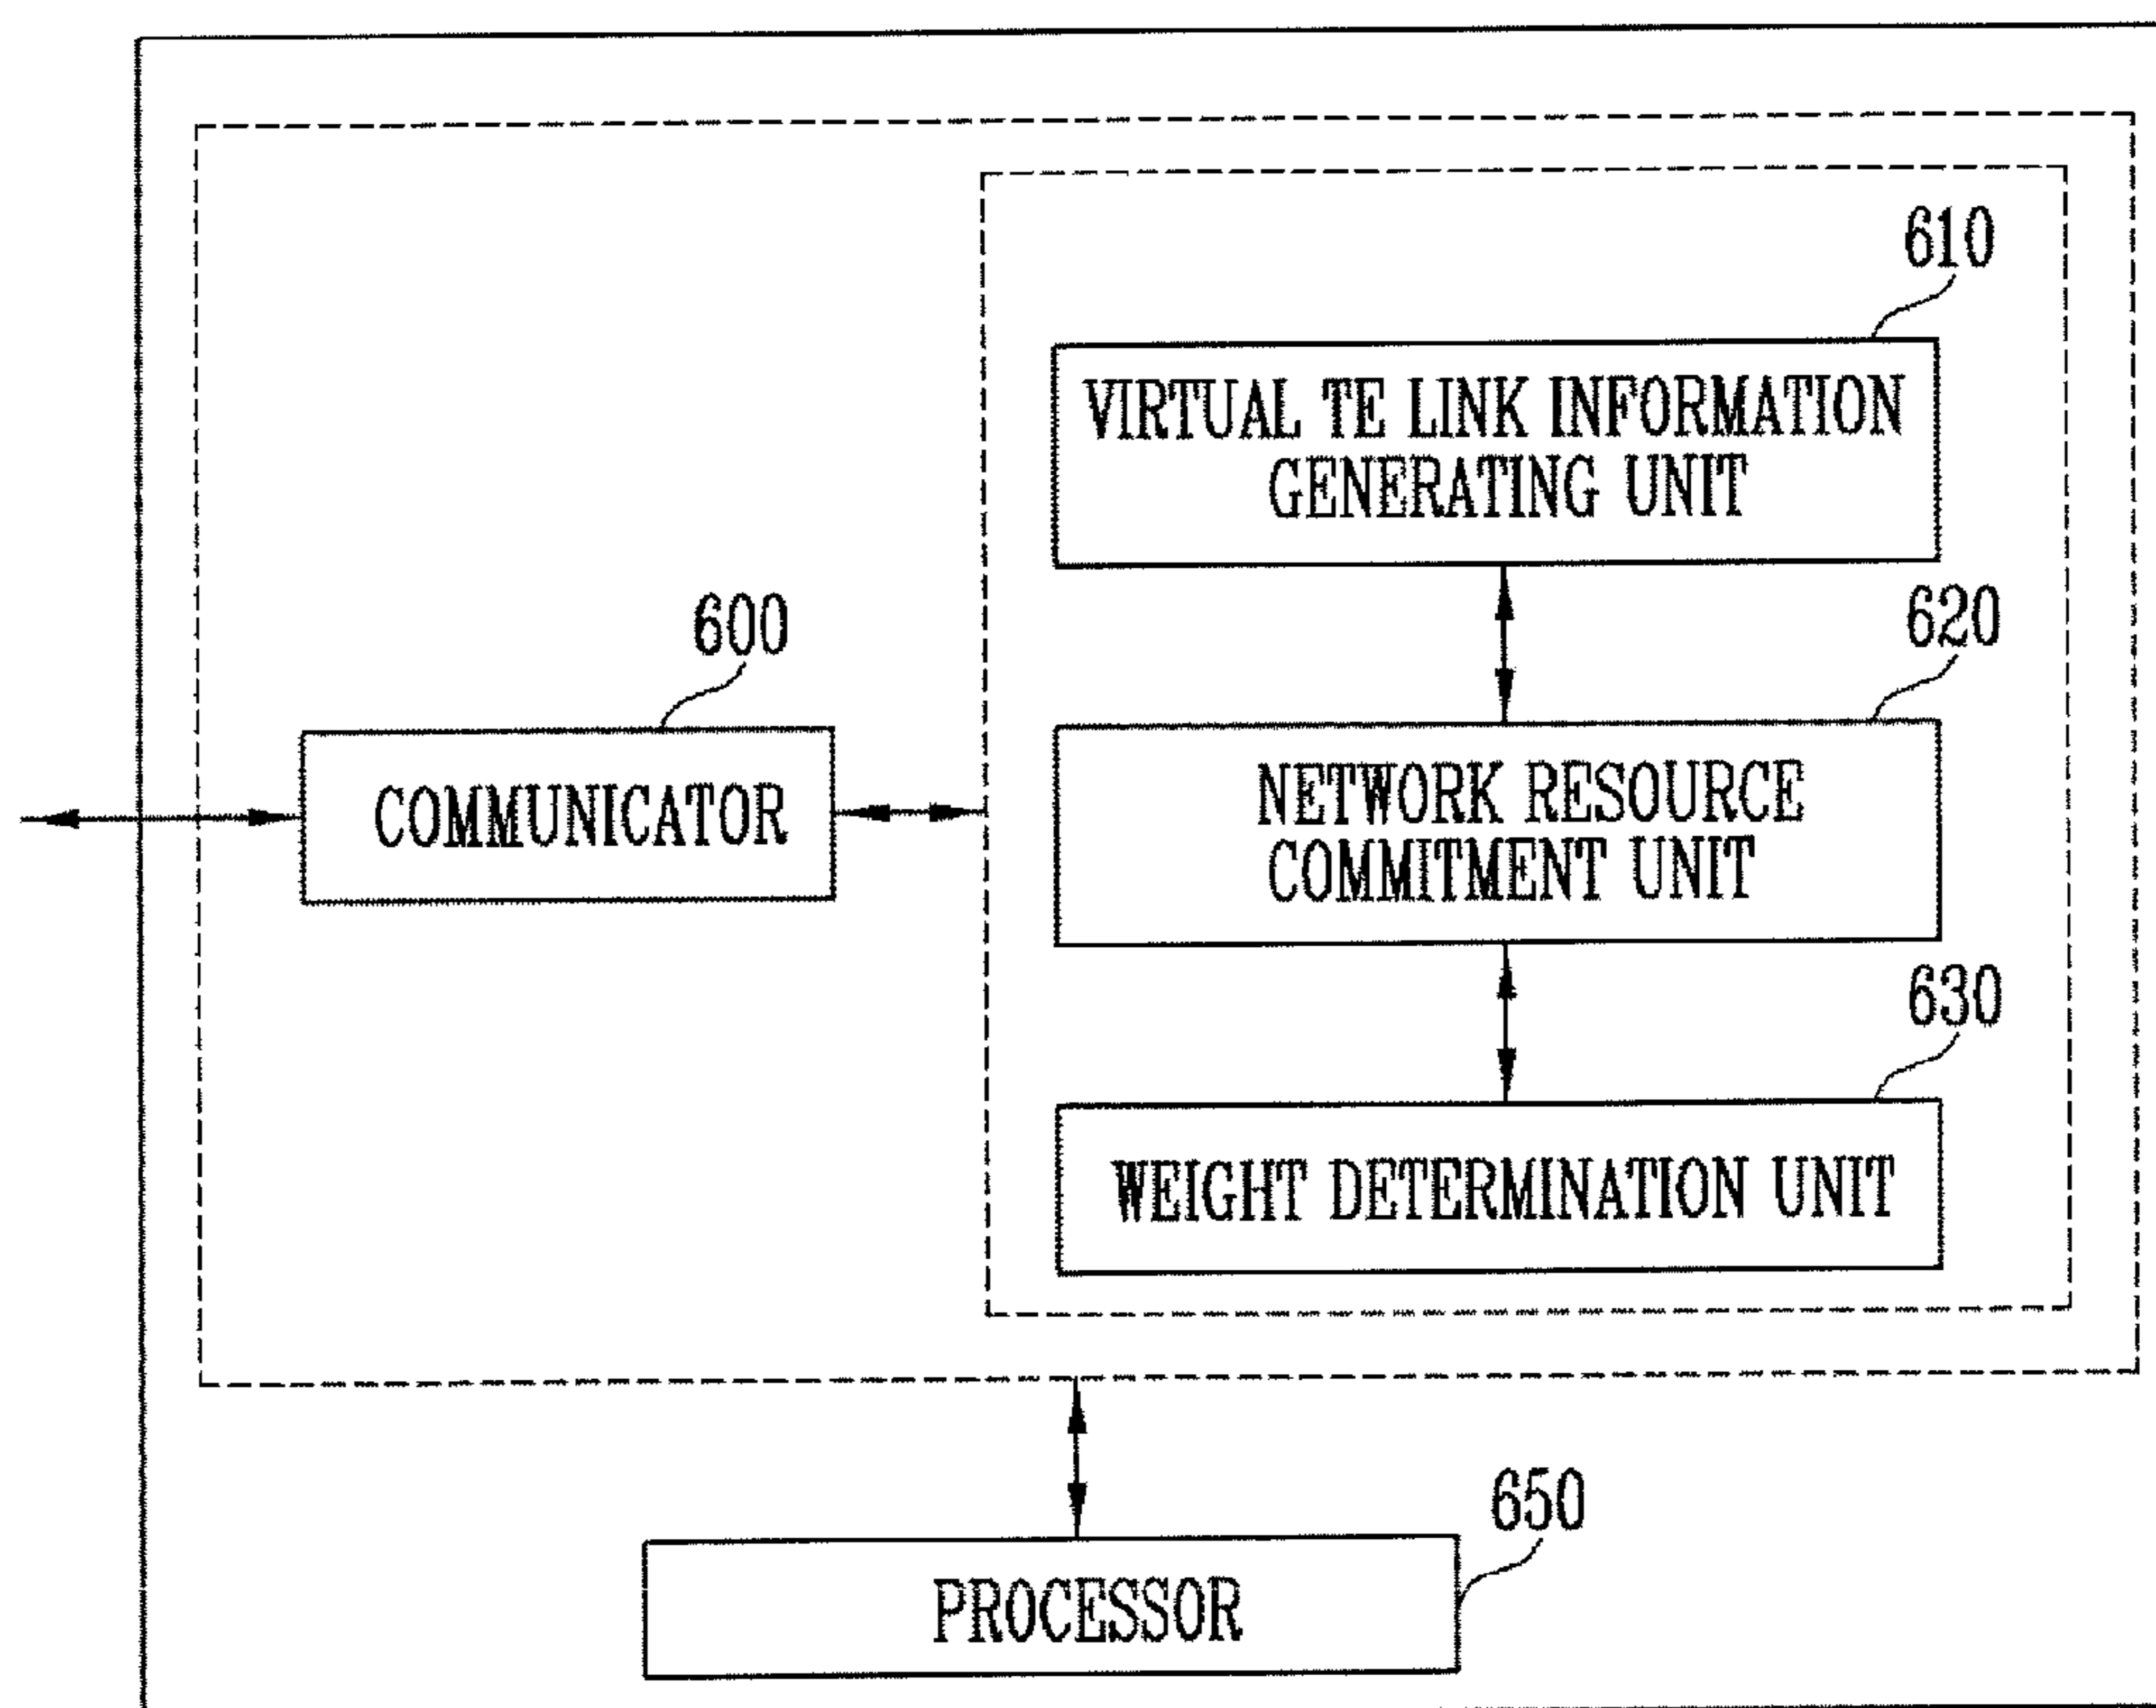 610
VIRTUAL TE LINK INFORMATION
GENERATING UNIT
620
600
NETWORK RESOURCE
COMMITMENT UNIT
COMMUNICATOR
630
WEIGHT DETERMINATION UNIT
650
PROCESSOR